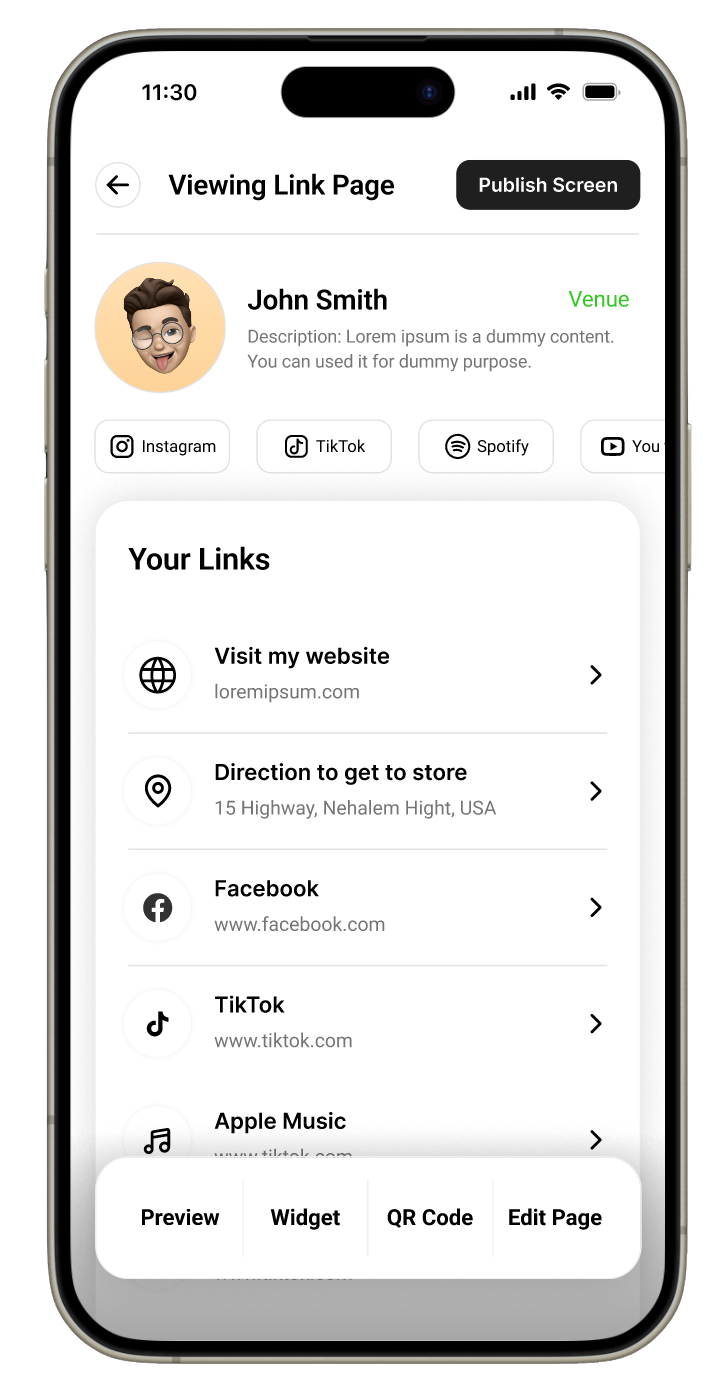 11:30
Viewing Link Page
Publish Screen
John Smith
Venue
Description: Lorem ipsum is a dummy content.
You can used it for dummy purpose.
Instagram
TikTok
Spotify
You
Your Links
Visit my website
loremipsum.com
Direction to get to store
15 Highway, Nehalem Hight, USA
Facebook
www.facebook.com
TikTok
www.tiktok.com
Apple Music
www.tiktok.com
Preview
Widget
QR Code
Edit Page